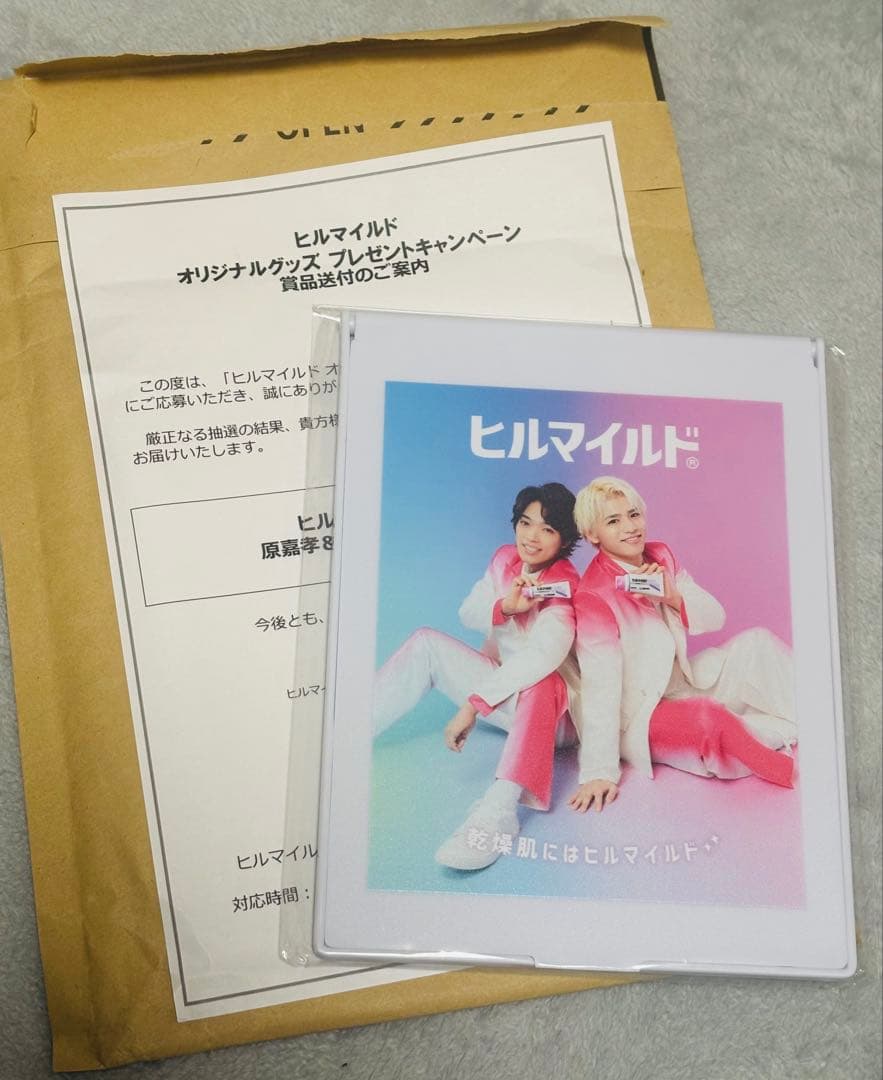 OPEN
ヒルマイルド
オリジナルグッズ プレゼントキャンペーン
賞品送付のご案内
この度は、「ヒルマイルド オ
にご応募いただき、誠にありが
厳正なる抽選の結果、貴方様
お届けいたします。
ヒル
原嘉孝&
今後とも、
ヒルマイ
ヒルマイル
対応時間：
ヒルマイルド®
乾燥肌にはヒルマイルド